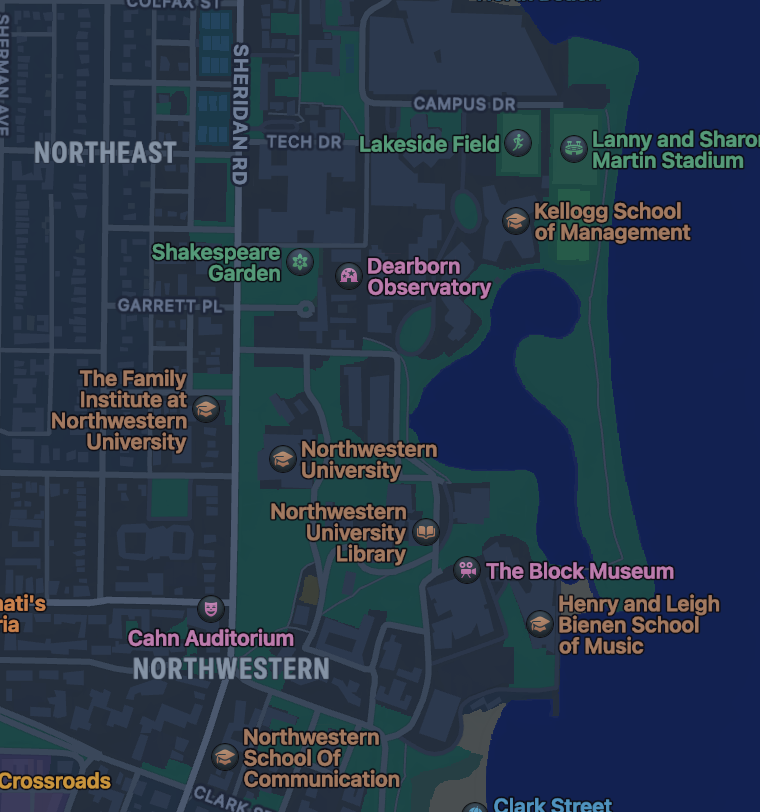 COLFAX ST
SHERMAN AVE
SHERIDAN RD
CAMPUS DR
TECH DR
Lakeside Field
Lanny and Sharon
Martin Stadium
NORTHEAST
Kellogg School
of Management
Shakespeare
Garden
Dearborn
Observatory
GARRETT PL
The Family
Institute at
Northwestern
University
Northwestern
University
Northwestern
University
Library
The Block Museum
Henry and Leigh
Bienen School
of Music
nati's
ria
Cahn Auditorium
NORTHWESTERN
Northwestern
School Of
Communication
Crossroads
CLARK S
Clark Street